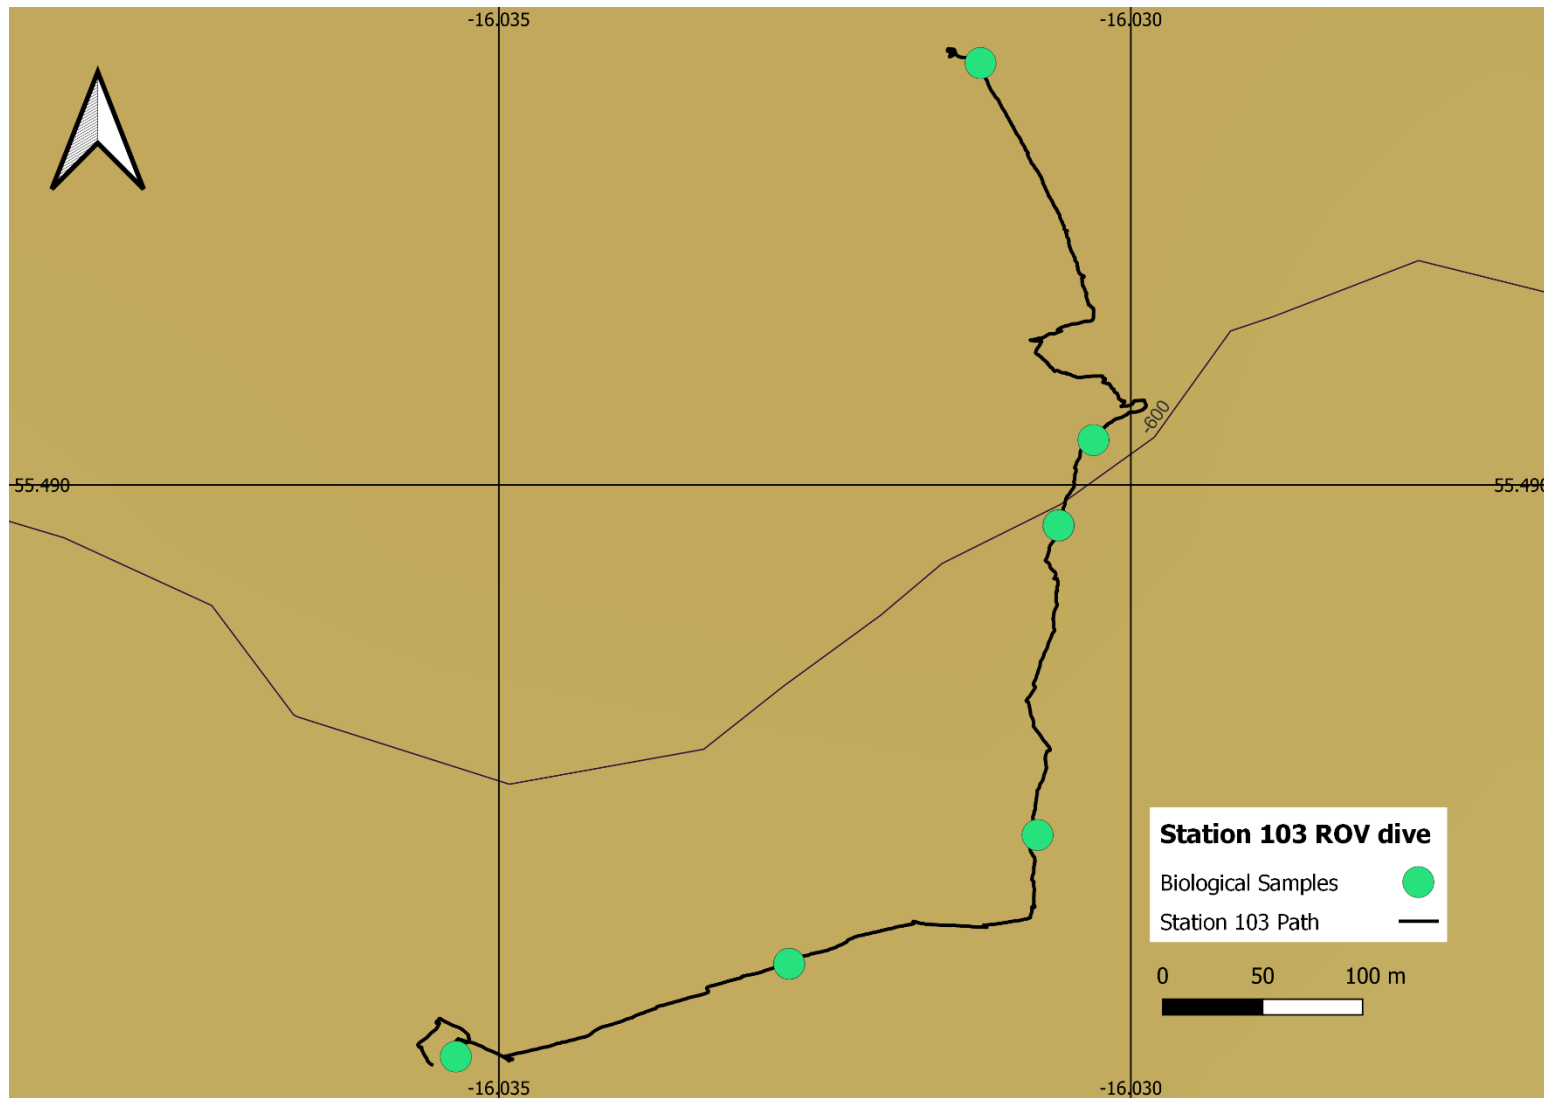 -16.035
-16.030
-600
55.490
55.490
Station 103 ROV dive
Biological Samples
Station 103 Path
0 50 100 m
-16.035
-16.030